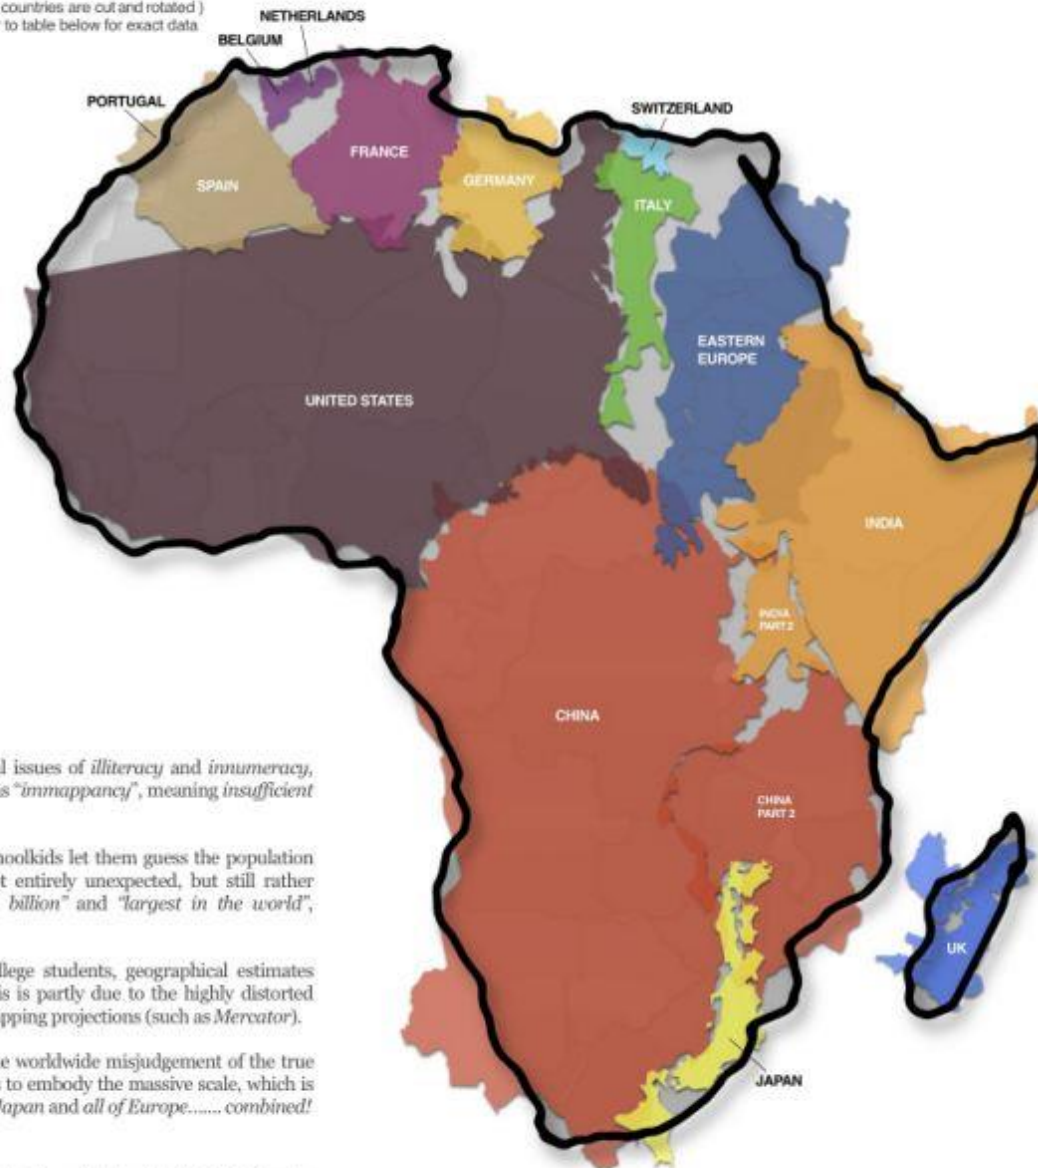 countries are cut and rotated )
to table below for exact data
NETHERLANDS
BELGIUM
PORTUGAL
SWITZERLAND
FRANCE
SPAIN
GERMANY
ITALY
EASTERN
EUROPE
UNITED STATES
INDIA
INDIA
PART 2
CHINA
CHINA
PART 2
UK
JAPAN
issues of illiteracy and innumeracy,
"immappancy", meaning insufficient
let them guess the population
entirely unexpected, but still rather
billion" and "largest in the world",
students, geographical estimates
is partly due to the highly distorted
projections (such as Mercator).
worldwide misjudgement of the true
to embody the massive scale, which is
Japan and all of Europe....... combined!